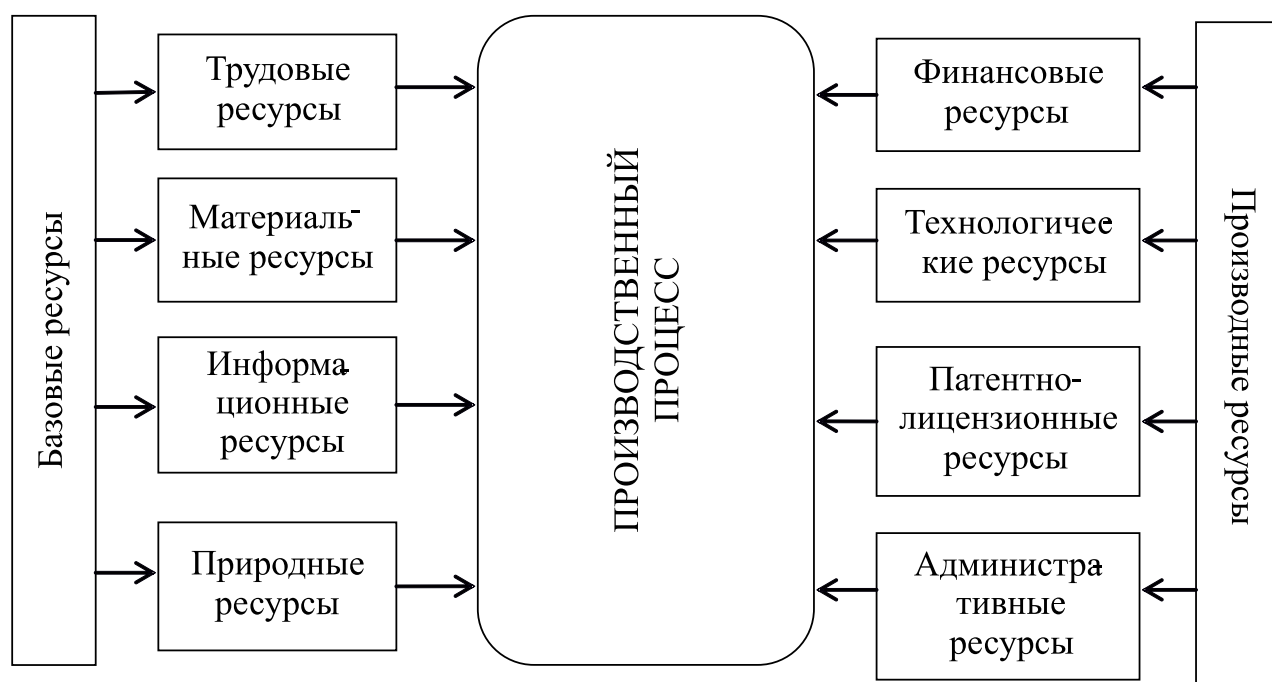 Базовые ресурсы
Трудовые
ресурсы
Материаль-
ные ресурсы
Информа-
ционные
ресурсы
Природные
ресурсы
ПРОИЗВОДСТВЕННЫЙ
ПРОЦЕСС
Финансовые
ресурсы
Технологичес-
кие ресурсы
Патентно-
лицензионные
ресурсы
Администра-
тивные
ресурсы
Производные ресурсы